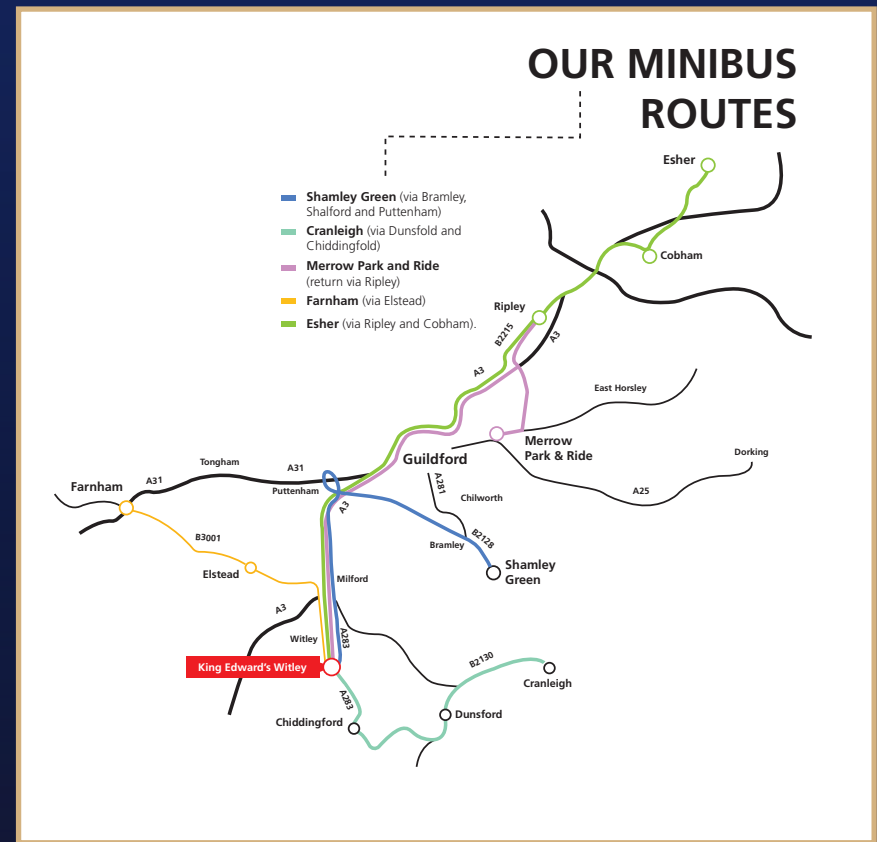 OUR MINIBUS
ROUTES
Shamley Green (via Bramley,
Shalford and Puttenham)
Cranleigh (via Dunsfold and
Chiddingfold)
Merrow Park and Ride
(return via Ripley)
Farnham (via Elstead)
Esher (via Ripley and Cobham).
Esher
Cobham
Ripley
B2215
A3
A3
East Horsley
Merrow
Park & Ride
Guildford
Dorking
A25
Tongham
A31
A31
Farnham
Puttenham
A3
A281
Chilworth
B2128
Bramley
Shamley
Green
B3001
Elstead
Milford
A3
Witley
A283
King Edward's Witley
B2130
Cranleigh
A283
Chiddingford
Dunsford